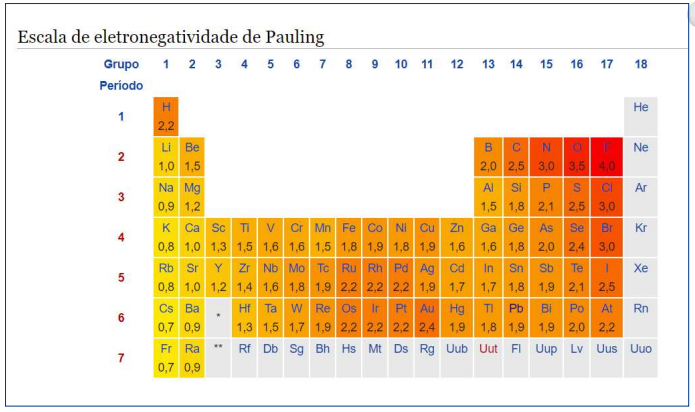 Escala de eletronegatividade de Pauling
Grupo 1 2 3 4 5 6 7 8 9 10 11 12 13 14 15 16 17 18
Período
1 H He
2,2
2 Li Be B C N O F Ne
1,0 1,5 2,0 2,5 3,0 3,5 4,0
3 Na Mg Al Si P S Cl Ar
0,9 1,2 1,5 1,8 2,1 2,5 3,0
4 K Ca Sc Ti V Cr Mn Fe Co Ni Cu Zn Ga Ge As Se Br Kr
0,8 1,0 1,3 1,5 1,6 1,6 1,5 1,8 1,9 1,8 1,9 1,6 1,6 1,8 2,0 2,4 3,0
5 Rb Sr Y Zr Nb Mo Tc Ru Rh Pd Ag Cd In Sn Sb Te I Xe
0,8 1,0 1,2 1,4 1,6 1,8 1,9 2,2 2,2 2,2 1,9 1,7 1,7 1,8 1,9 2,1 2,5
6 Cs Ba * Hf Ta W Re Os Ir Pt Au Hg Tl Pb Bi Po At Rn
0,7 0,9 1,3 1,5 1,7 1,9 2,2 2,2 2,2 2,4 1,9 1,8 1,9 1,9 2,0 2,2
7 Fr Ra ** Rf Db Sg Bh Hs Mt Ds Rg Uub Uut Fl Uup Lv Uus Uuo
0,7 0,9